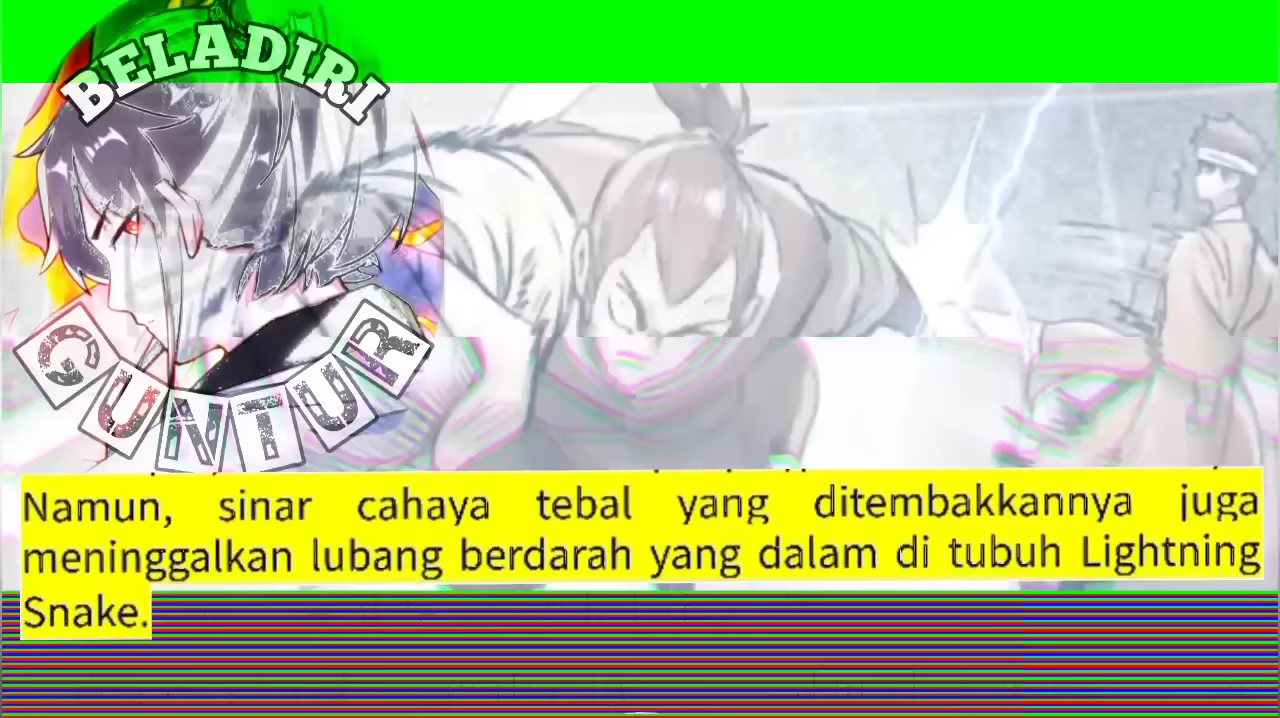 BELADIRI
GUNTUR
Namun, sinar cahaya tebal yang ditembakkannya juga
meninggalkan lubang berdarah yang dalam di tubuh Lightning
Snake.